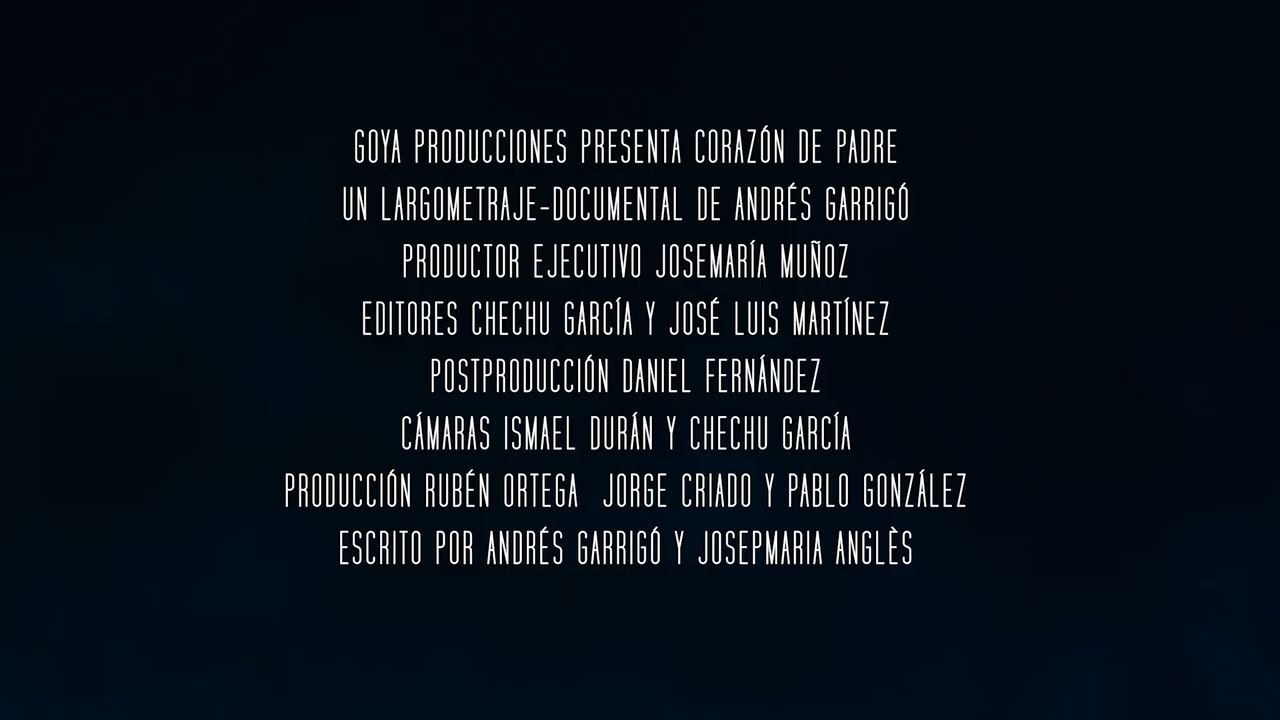 GOYA PRODUCCIONES PRESENTA CORAZÓN DE PADRE
UN LARGOMETRAJE-DOCUMENTAL DE ANDRÉS GARRIGÓ
PRODUCTOR EJECUTIVO JOSEMARÍA MUÑOZ
EDITORES CHECHU GARCÍA Y JOSÉ LUIS MARTÍNEZ
POSTPRODUCCIÓN DANIEL FERNÁNDEZ
CÁMARAS ISMAEL DURÁN Y CHECHU GARCÍA
PRODUCCIÓN RUBÉN ORTEGA  JORGE CRIADO Y PABLO GONZÁLEZ
ESCRITO POR ANDRÉS GARRIGÓ Y JOSEPMARIA ANGLÈS